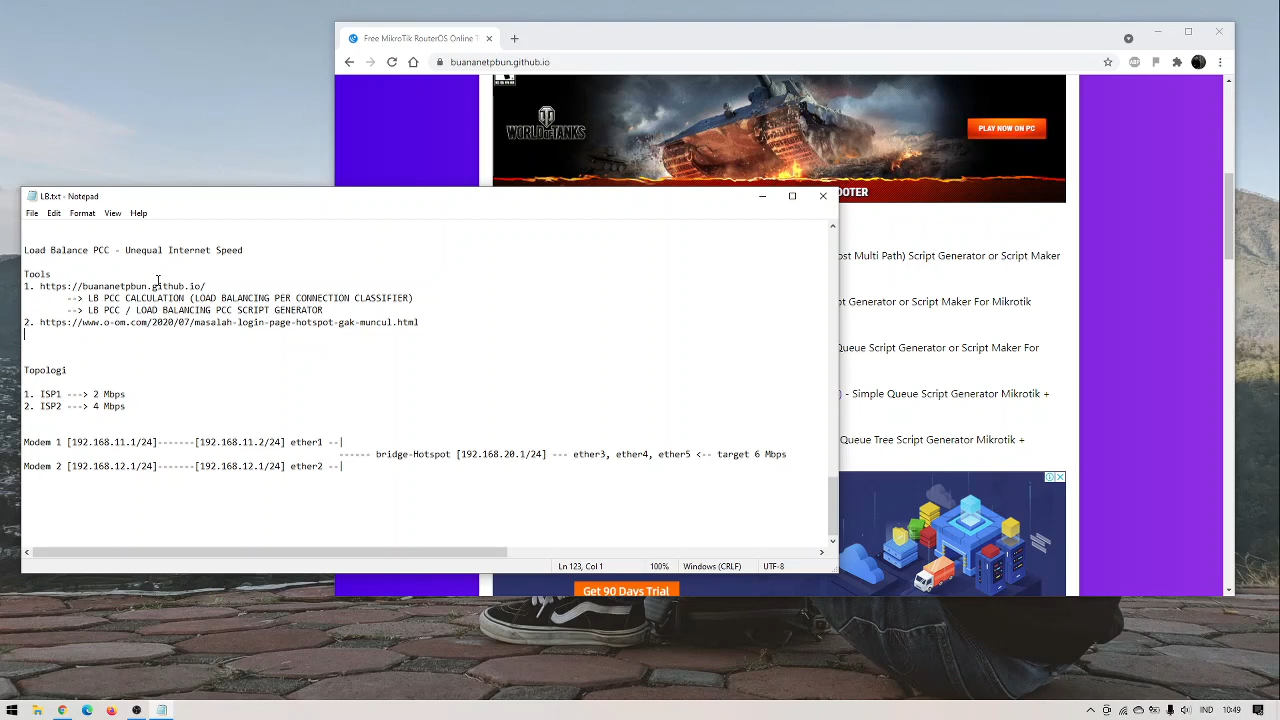 Free MikroTik RouterOS Online T
buananetpbun.github.io
WORLD OF TANKS
PLAY NOW ON PC
OOTER
LB.txt - Notepad
File Edit Format View Help
Load Balance PCC - Unequal Internet Speed
Tools
1. https://buananetpbun.github.io/
--> LB PCC CALCULATION (LOAD BALANCING PER CONNECTION CLASSIFIER)
--> LB PCC / LOAD BALANCING PCC SCRIPT GENERATOR
2. https://www.o-om.com/2020/07/masalah-login-page-hotspot-gak-muncul.html
Topologi
1. ISP1 ---> 2 Mbps
2. ISP2 ---> 4 Mbps
Modem 1 [192.168.11.1/24]-------[192.168.11.2/24] ether1 --|
------ bridge-Hotspot [192.168.20.1/24] --- ether3, ether4, ether5 <-- target 6 Mbps
Modem 2 [192.168.12.1/24]-------[192.168.12.1/24] ether2 --|
Ln 123, Col 1 100% Windows (CRLF) UTF-8
ost Multi Path) Script Generator or Script Maker
or Script Maker For Mikrotik
Queue Script Generator or Script Maker For
) - Simple Queue Script Generator Mikrotik +
Queue Tree Script Generator Mikrotik +
Get 90 Days Trial
IND 10:49